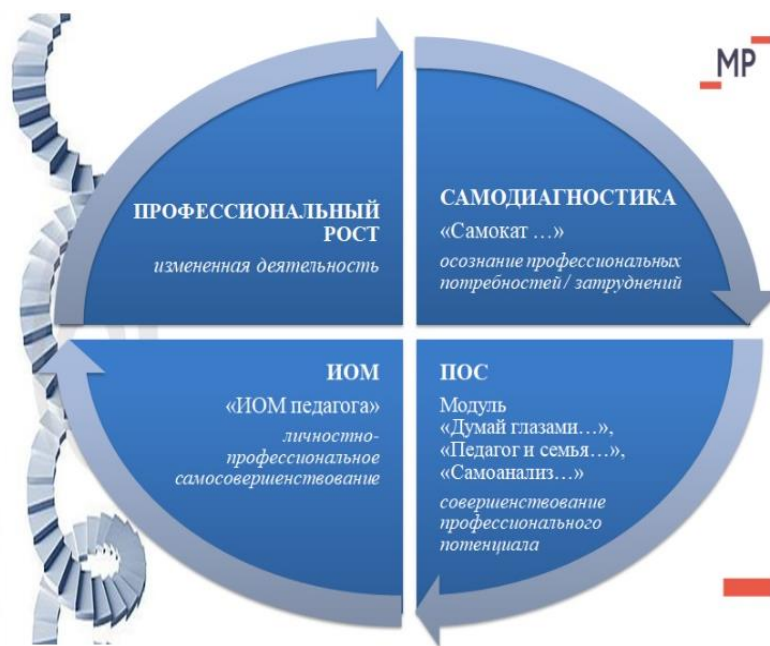 МР
ПРОФЕССИОНАЛЬНЫЙ
РОСТ
измененная деятельность
САМОДИАГНОСТИКА
«Самокат …»
осознание профессиональных
потребностей / затруднений
ИОМ
«ИОМ педагога»
личностно-
профессиональное
самосовершенствование
ПОС
Модуль
«Думай глазами…»,
«Педагог и семья…»,
«Самоанализ…»
совершенствование
профессионального
потенциала